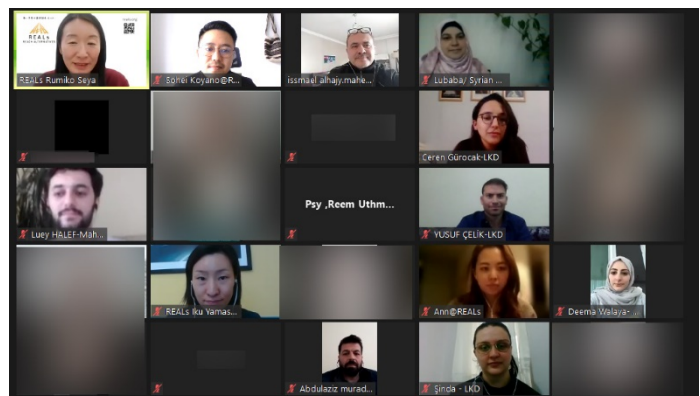 REALs
REALs Rumiko Seya
Sohei Koyano@R...
issmael alhajy.mahe...
Lubaba/ Syrian ...
Ceren Gürocak-LKD
Luey HALEF-Mah...
Psy ,Reem Uthm...
YUSUF ÇELİK-LKD
REALs Iku Yamas...
Ann@REALs
Deema Walaya-...
Abdulaziz murad...
Şinda - LKD